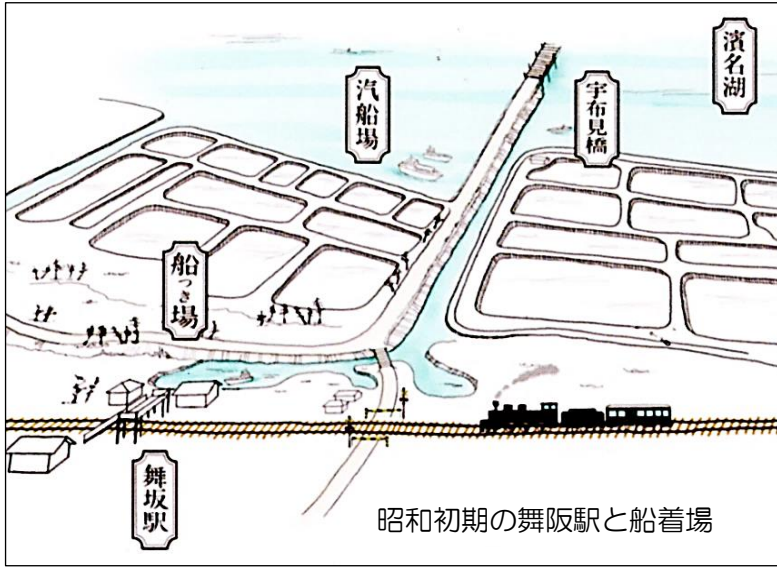 濱名湖
宇布見橋
汽船場
船つき場
舞坂駅
昭和初期の舞阪駅と船着場